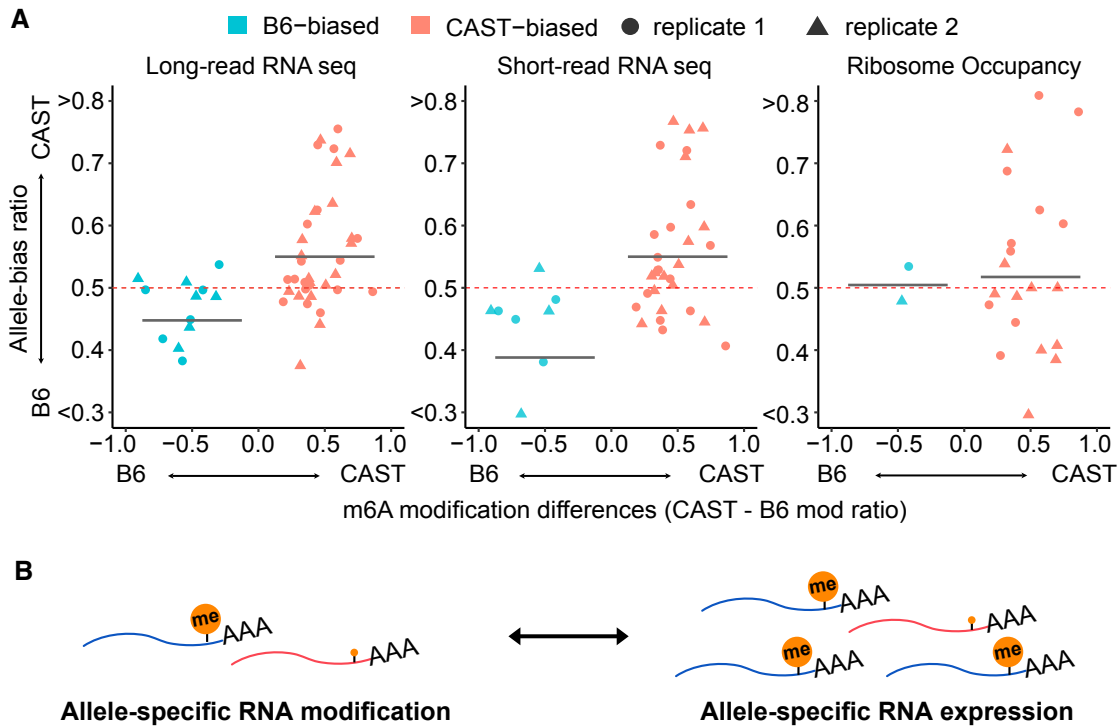 A
B6−biased CAST−biased replicate 1 replicate 2
Long-read RNA seq Short-read RNA seq Ribosome Occupancy
Allele-bias ratio
B6 CAST
>0.8
0.7
0.6
0.5
0.4
<0.3
−1.0 −0.5 0.0 0.5 1.0
B6 CAST
>0.8
0.7
0.6
0.5
0.4
<0.3
−1.0 −0.5 0.0 0.5 1.0
B6 CAST
>0.8
0.7
0.6
0.5
0.4
<0.3
−1.0 −0.5 0.0 0.5 1.0
B6 CAST
m6A modification differences (CAST - B6 mod ratio)
B
me AAA
AAA
me AAA
AAA
me AAA
me AAA
Allele-specific RNA modification Allele-specific RNA expression